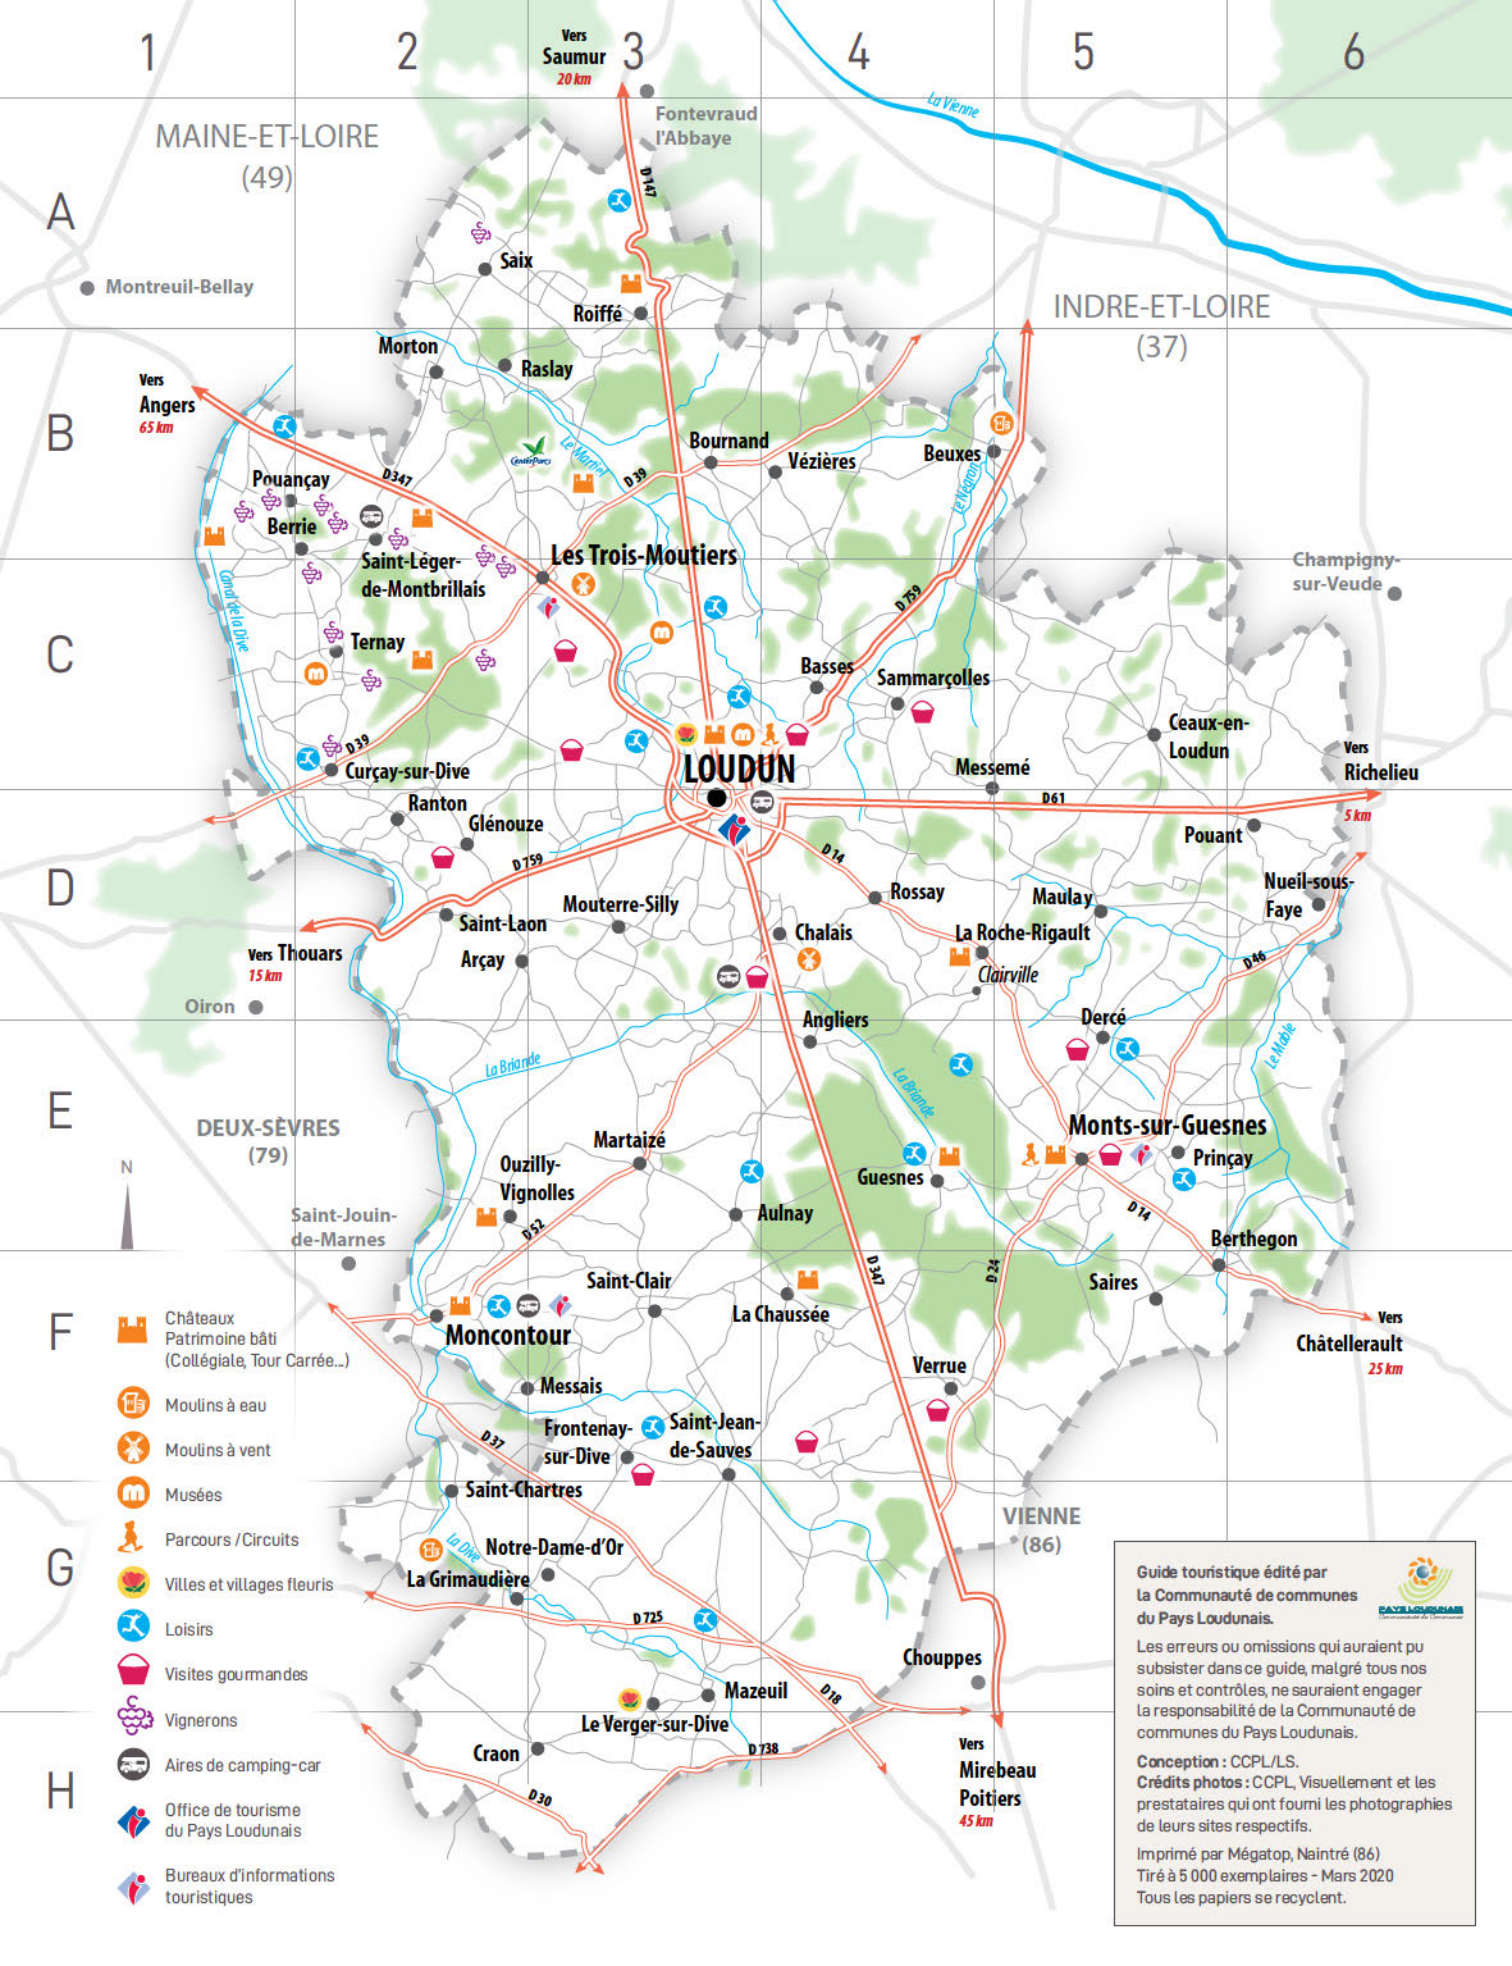 1
2
3
4
5
6
Vers
Saumur
20 km
Fontevraud
l'Abbaye
La Vienne
MAINE-ET-LOIRE
(49)
D147
A
Saix
Montreuil-Bellay
Roiffé
INDRE-ET-LOIRE
(37)
Morton
Raslay
Vers
Angers
65 km
B
Bournand
Vézières
Beuxes
Le Martiel
CenterParcs
D347
D39
Le Négron
Pouançay
Berrie
Saint-Léger-
de-Montbrillais
Les Trois-Moutiers
Champigny-
sur-Veude
Canal de la Dive
D759
C
Ternay
Basses
Sammarçolles
Ceaux-en-
Loudun
D39
Curçay-sur-Dive
LOUDUN
Messemé
Vers
Richelieu
5 km
D61
Ranton
Glénouze
Pouant
D759
D14
D
Rossay
Maulay
Nueil-sous-
Faye
Mouterre-Silly
Saint-Laon
Chalais
La Roche-Rigault
Vers Thouars
15 km
Arçay
Clairville
D46
Oiron
Angliers
Dercé
Le Mable
La Briande
La Briande
E
DEUX-SÈVRES
(79)
Martaizé
Monts-sur-Guesnes
N
Ouzilly-
Vignolles
Guesnes
Prinçay
Saint-Jouin-
de-Marnes
D52
Aulnay
D14
Berthegon
D347
D24
Saint-Clair
Saires
La Chaussée
F
Moncontour
Vers
Châtellerault
25 km
Verrue
Messais
Frontenay-
sur-Dive
Saint-Jean-
de-Sauves
D37
Saint-Chartres
VIENNE
(86)
La Dive
Notre-Dame-d'Or
G
La Grimaudière
D725
Chouppes
Mazeuil
D18
Le Verger-sur-Dive
Craon
D738
H
D30
Vers
Mirebeau
Poitiers
45 km
Châteaux
Patrimoine bâti
(Collégiale, Tour Carrée...)
Moulins à eau
Moulins à vent
Musées
Parcours / Circuits
Villes et villages fleuris
Loisirs
Visites gourmandes
Vignerons
Aires de camping-car
Office de tourisme
du Pays Loudunais
Bureaux d'informations
touristiques
Guide touristique édité par
la Communauté de communes
du Pays Loudunais.
PAYS LOUDUNAIS
Communauté de Communes
Les erreurs ou omissions qui auraient pu
subsister dans ce guide, malgré tous nos
soins et contrôles, ne sauraient engager
la responsabilité de la Communauté de
communes du Pays Loudunais.
Conception : CCPL/LS.
Crédits photos : CCPL, Visuellement et les
prestataires qui ont fourni les photographies
de leurs sites respectifs.
Imprimé par Mégatop, Naintré (86)
Tiré à 5 000 exemplaires - Mars 2020
Tous les papiers se recyclent.